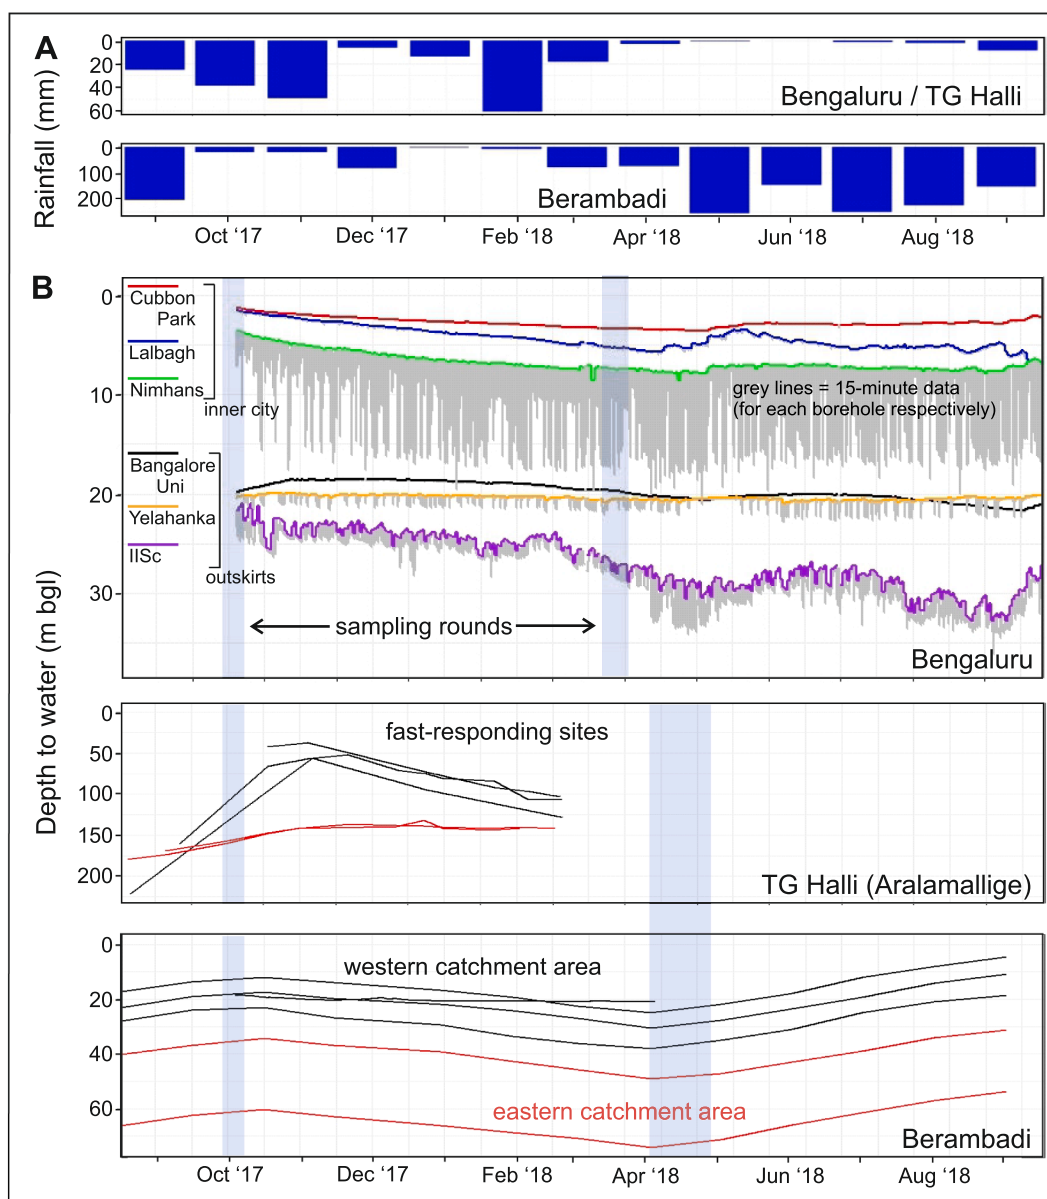 A
Rainfall (mm)
0
20
40
60
Bengaluru / TG Halli
0
100
200
Berambadi
Oct ‘17
Dec ‘17
Feb ‘18
Apr ‘18
Jun ‘18
Aug ‘18
B
Depth to water (m bgl)
0
10
20
30
Cubbon
Park
Lalbagh
Nimhans
inner city
grey lines = 15-minute data
(for each borehole respectively)
Bangalore
Uni
Yelahanka
IISc
outskirts
sampling rounds
Bengaluru
0
50
100
150
200
fast-responding sites
TG Halli (Aralamallige)
0
20
40
60
western catchment area
eastern catchment area
Berambadi
Oct ‘17
Dec ‘17
Feb ‘18
Apr ‘18
Jun ‘18
Aug ‘18